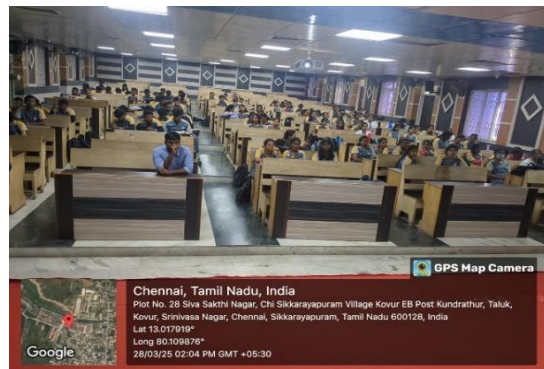 GPS Map Camera
Chennai, Tamil Nadu, India
Plot No. 28 Siva Sakthi Nagar, Chi Sikkarayapuram Village Kovur EB Post Kundrathur, Taluk,
Kovur, Srinivasa Nagar, Chennai, Sikkarayapuram, Tamil Nadu 600128, India
Lat 13.017919°
Long 80.109876°
28/03/25 02:04 PM GMT +05:30
Google